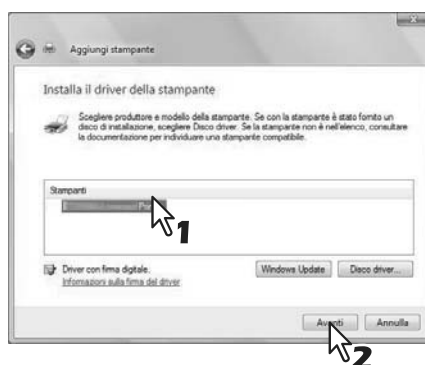 Aggiungi stampante
Installa il driver della stampante
Scegliere produttore e modello della stampante. Se con la stampante è stato fornito un
disco di installazione, scegliere Disco driver. Se la stampante non è nell'elenco, consultare
la documentazione per individuare una stampante compatibile.
Stampanti
1
Driver con firma digitale.
Windows Update
Disco driver...
Informazioni sulla firma del driver
Avanti
Annulla
2